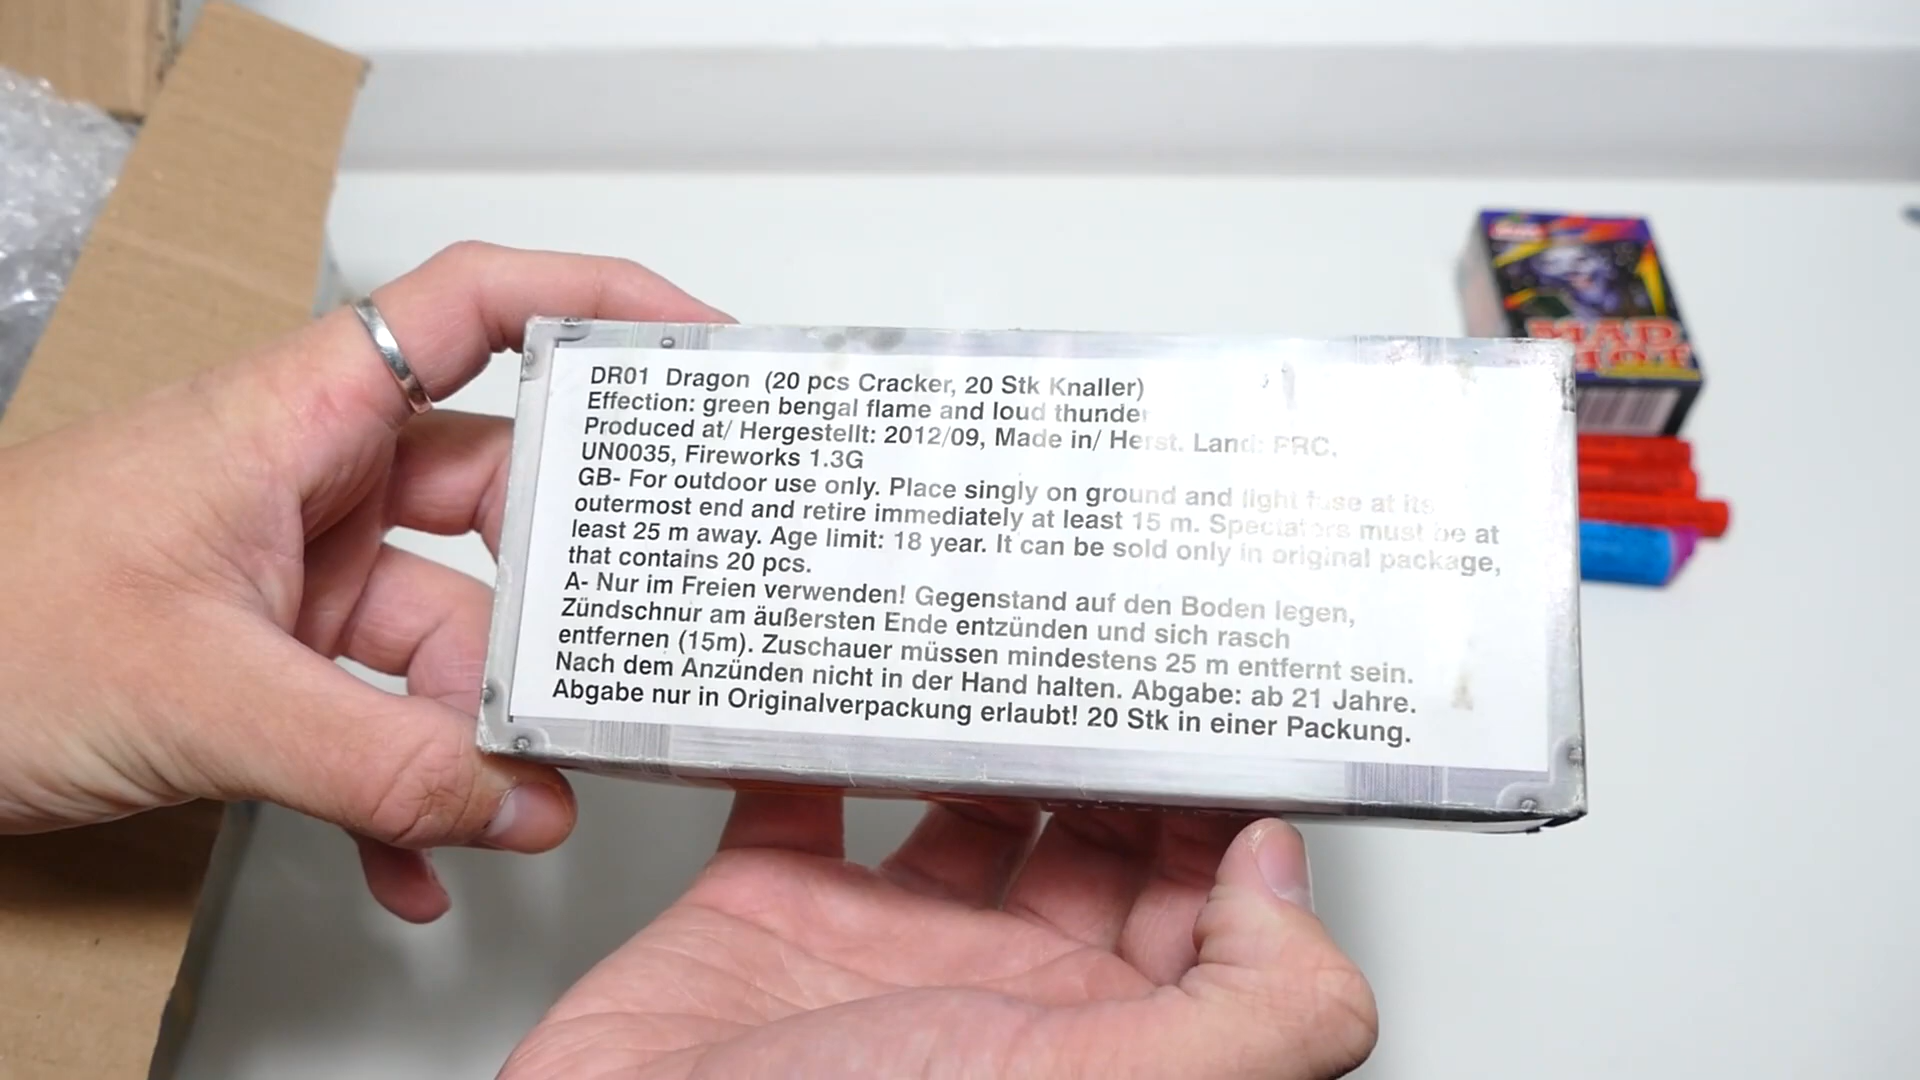 DR01 Dragon (20 pcs Cracker, 20 Stk Knaller)
Effection: green bengal flame and loud thunder
Produced at/ Hergestellt: 2012/09, Made in/ Herst. Land: PRC.
UN0035, Fireworks 1.3G
GB- For outdoor use only. Place singly on ground and light fuse at its
outermost end and retire immediately at least 15 m. Spectators must be at
least 25 m away. Age limit: 18 year. It can be sold only in original package,
that contains 20 pcs.
A- Nur im Freien verwenden! Gegenstand auf den Boden legen,
Zündschnur am äußersten Ende entzünden und sich rasch
entfernen (15m). Zuschauer müssen mindestens 25 m entfernt sein.
Nach dem Anzünden nicht in der Hand halten. Abgabe: ab 21 Jahre.
Abgabe nur in Originalverpackung erlaubt! 20 Stk in einer Packung.
MAD